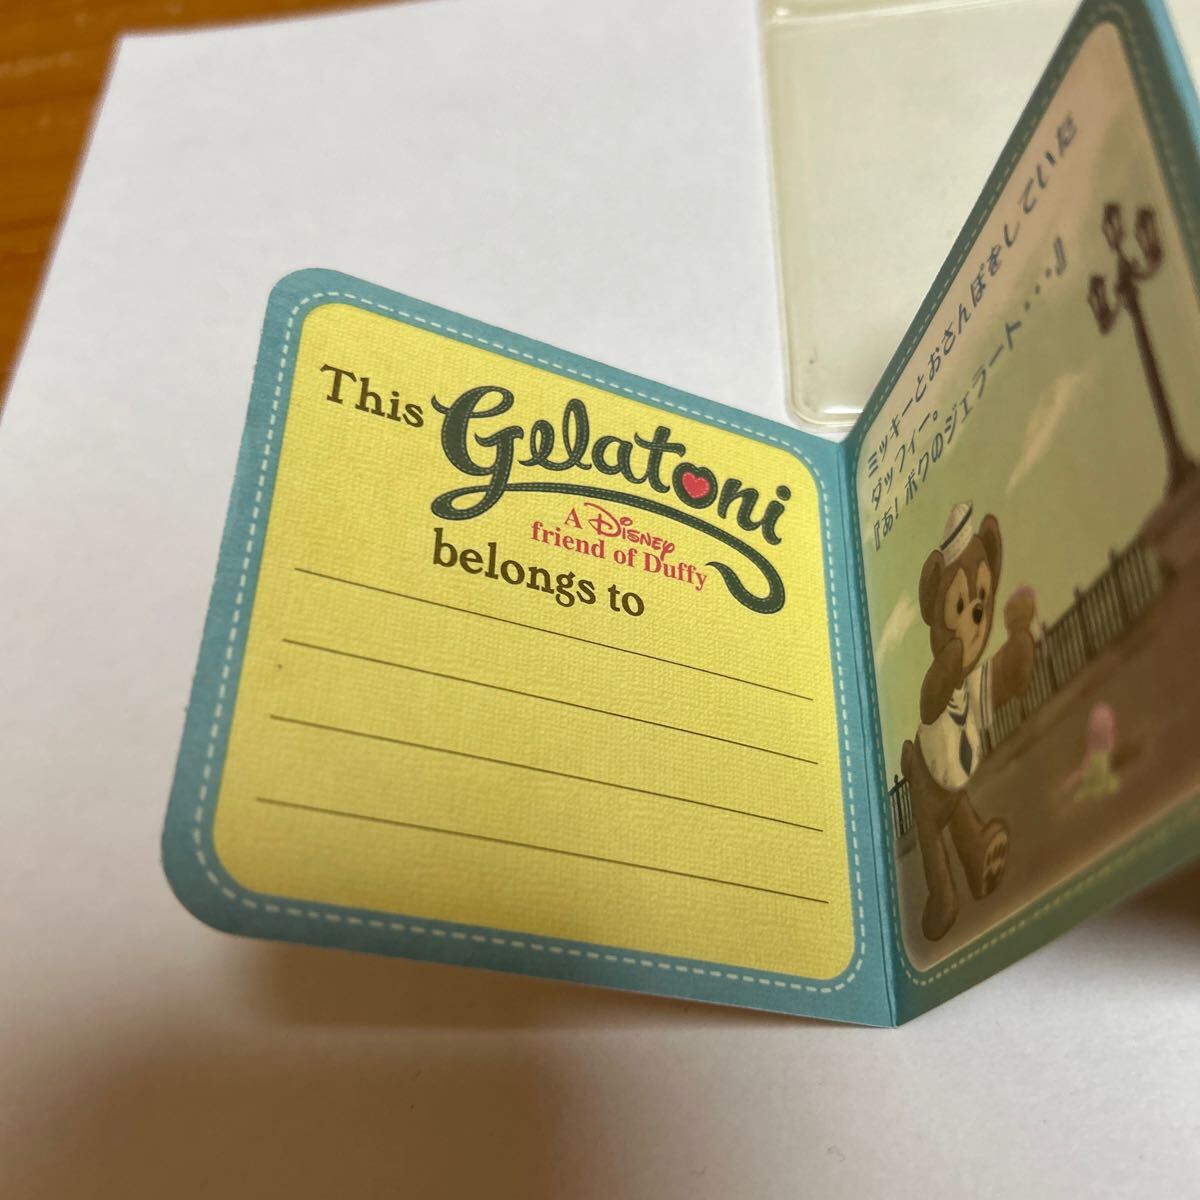 This Gelatoni
A Disney
friend of Duffy
belongs to
ミッキーとおさんぽをしていた
ダッフィー。
『あ！ボクのジェラート・・・』